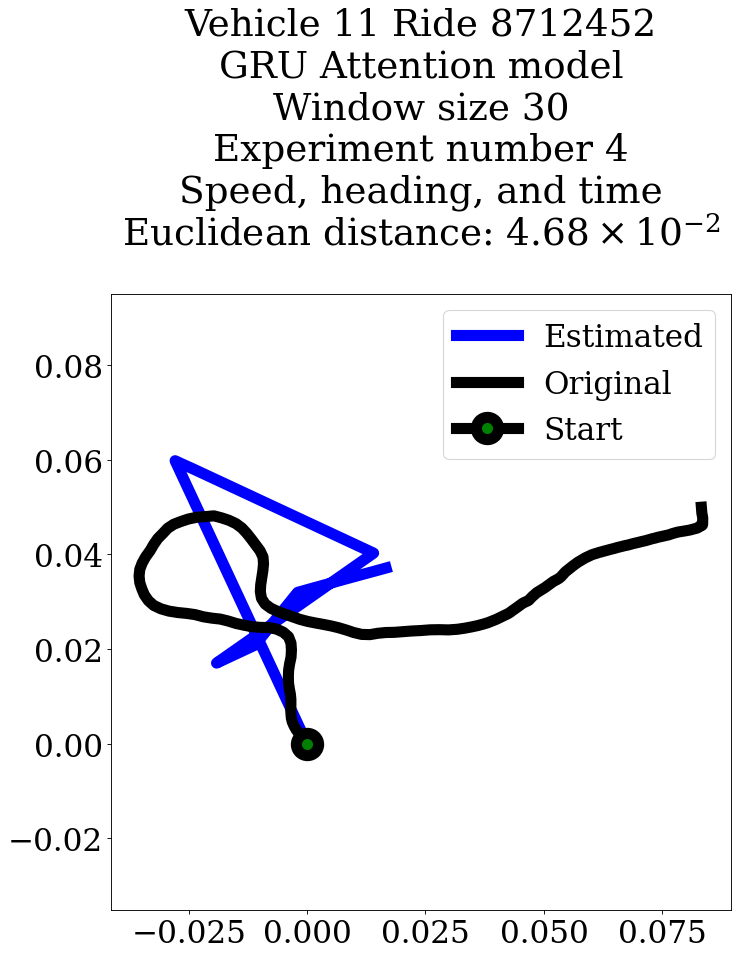 Vehicle 11 Ride 8712452
GRU Attention model
Window size 30
Experiment number 4
Speed, heading, and time
Euclidean distance: 4.68 × 10⁻²
Estimated
Original
Start
0.08
0.06
0.04
0.02
0.00
−0.02
−0.025 0.000 0.025 0.050 0.075